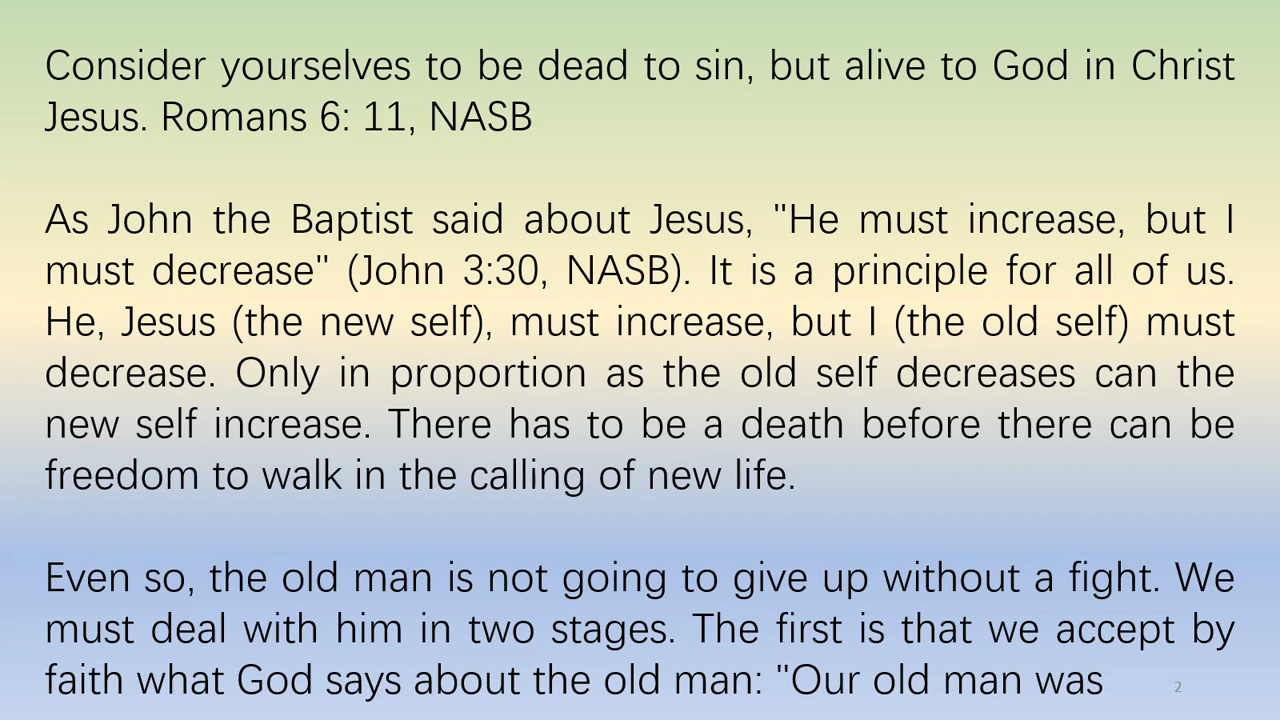 Consider yourselves to be dead to sin, but alive to God in Christ
Jesus. Romans 6: 11, NASB
As John the Baptist said about Jesus, "He must increase, but I
must decrease" (John 3:30, NASB). It is a principle for all of us.
He, Jesus (the new self), must increase, but I (the old self) must
decrease. Only in proportion as the old self decreases can the
new self increase. There has to be a death before there can be
freedom to walk in the calling of new life.
Even so, the old man is not going to give up without a fight. We
must deal with him in two stages. The first is that we accept by
faith what God says about the old man: "Our old man was
2